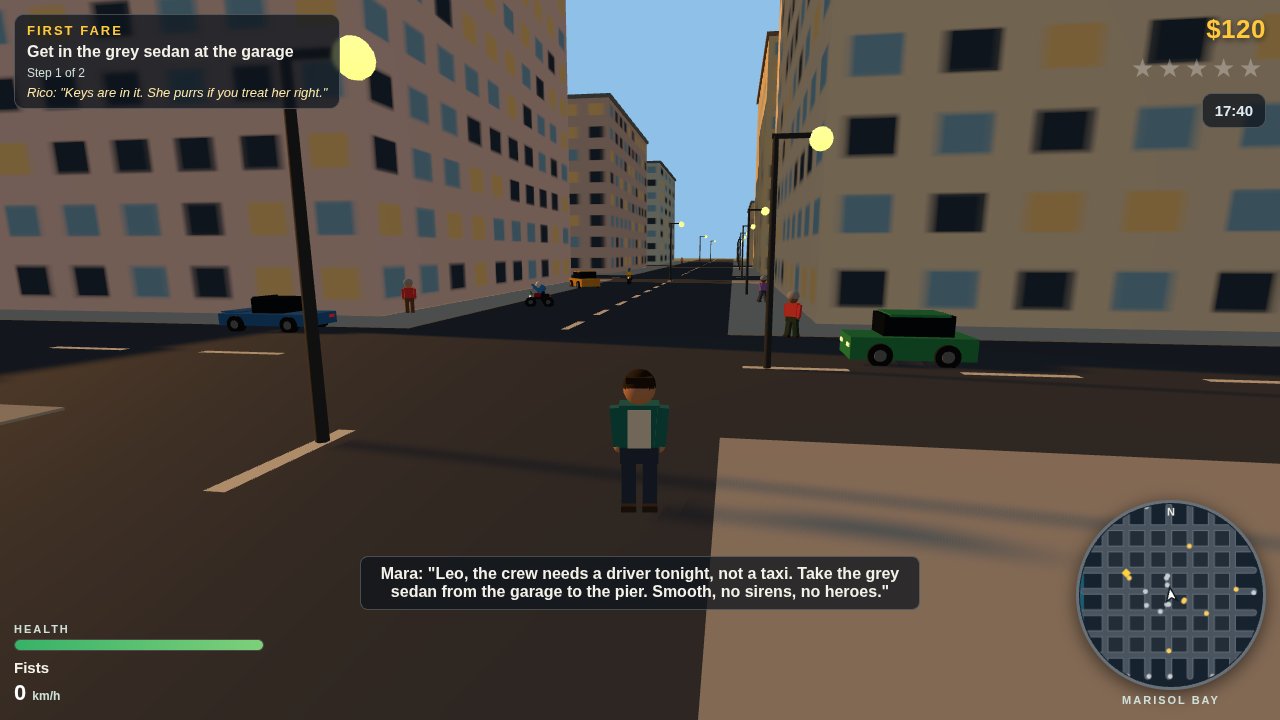 FIRST FARE
Get in the grey sedan at the garage
Step 1 of 2
Rico: "Keys are in it. She purrs if you treat her right."
$120
17:40
Mara: "Leo, the crew needs a driver tonight, not a taxi. Take the grey
sedan from the garage to the pier. Smooth, no sirens, no heroes."
HEALTH
Fists
0 km/h
N
MARISOL BAY